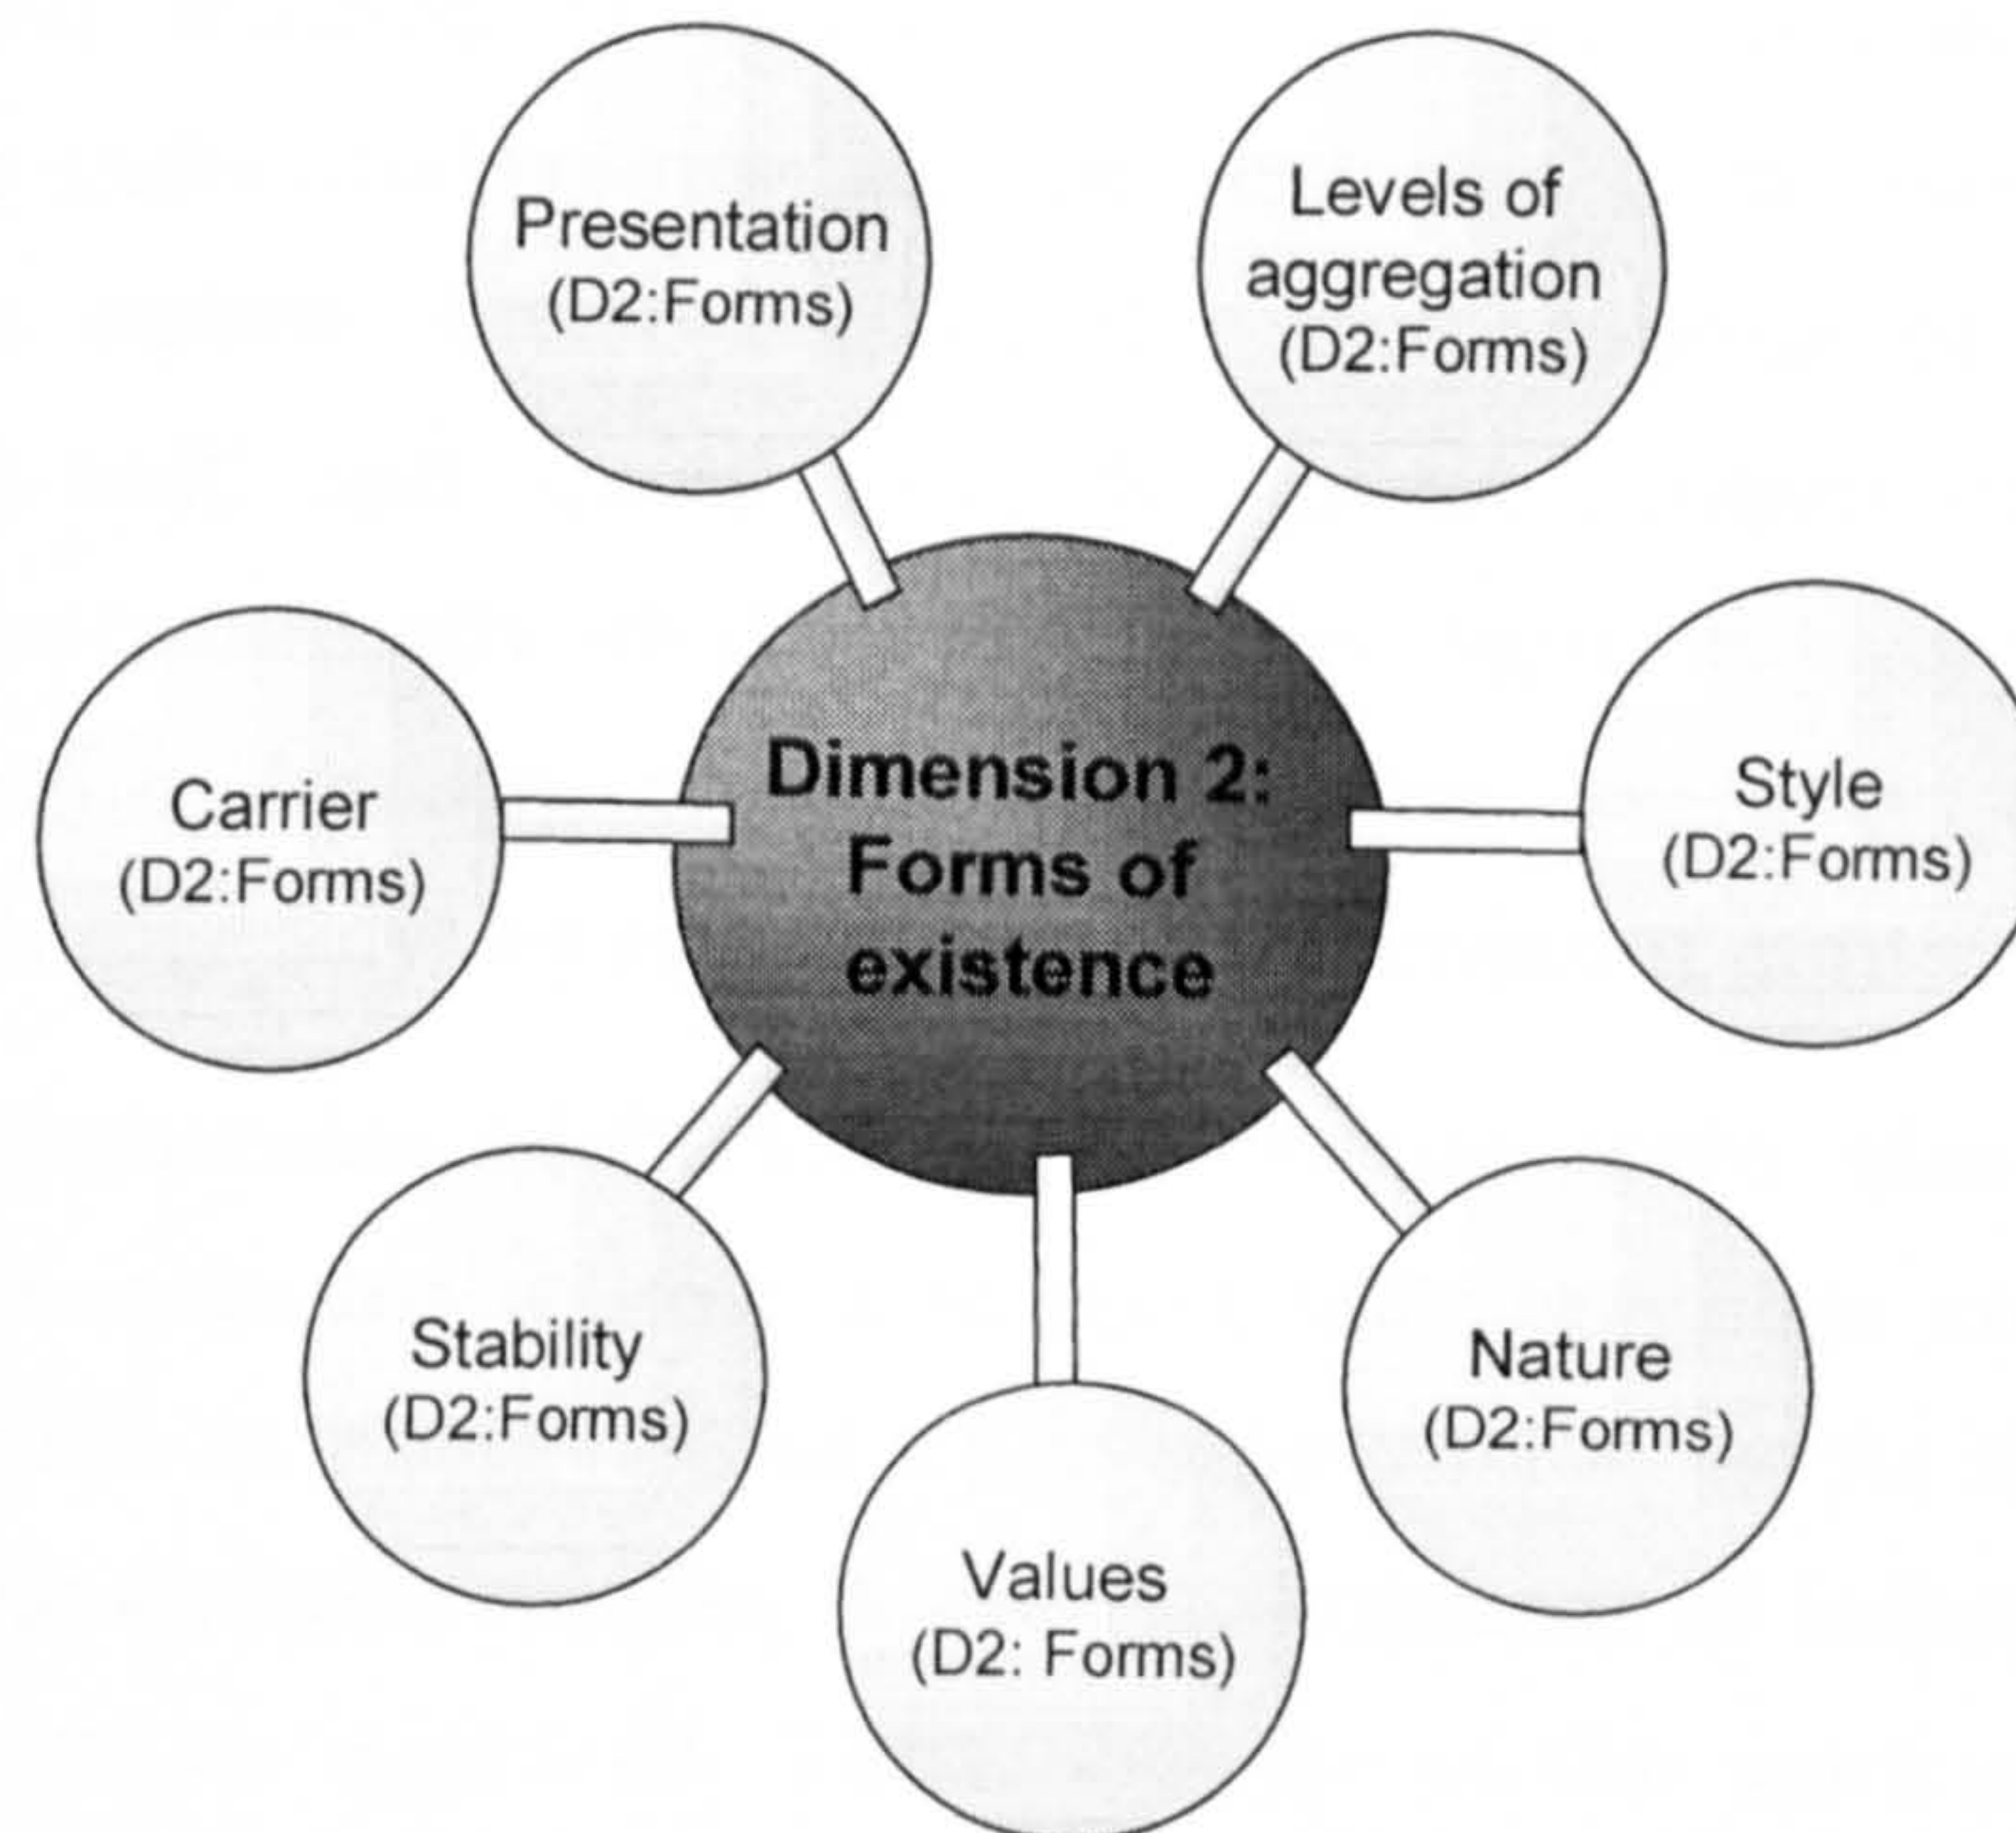 Presentation
(D2:Forms)
Levels of
aggregation
(D2:Forms)
Carrier
(D2:Forms)
Dimension 2:
Forms of
existence
Style
(D2:Forms)
Stability
(D2:Forms)
Nature
(D2:Forms)
Values
(D2: Forms)